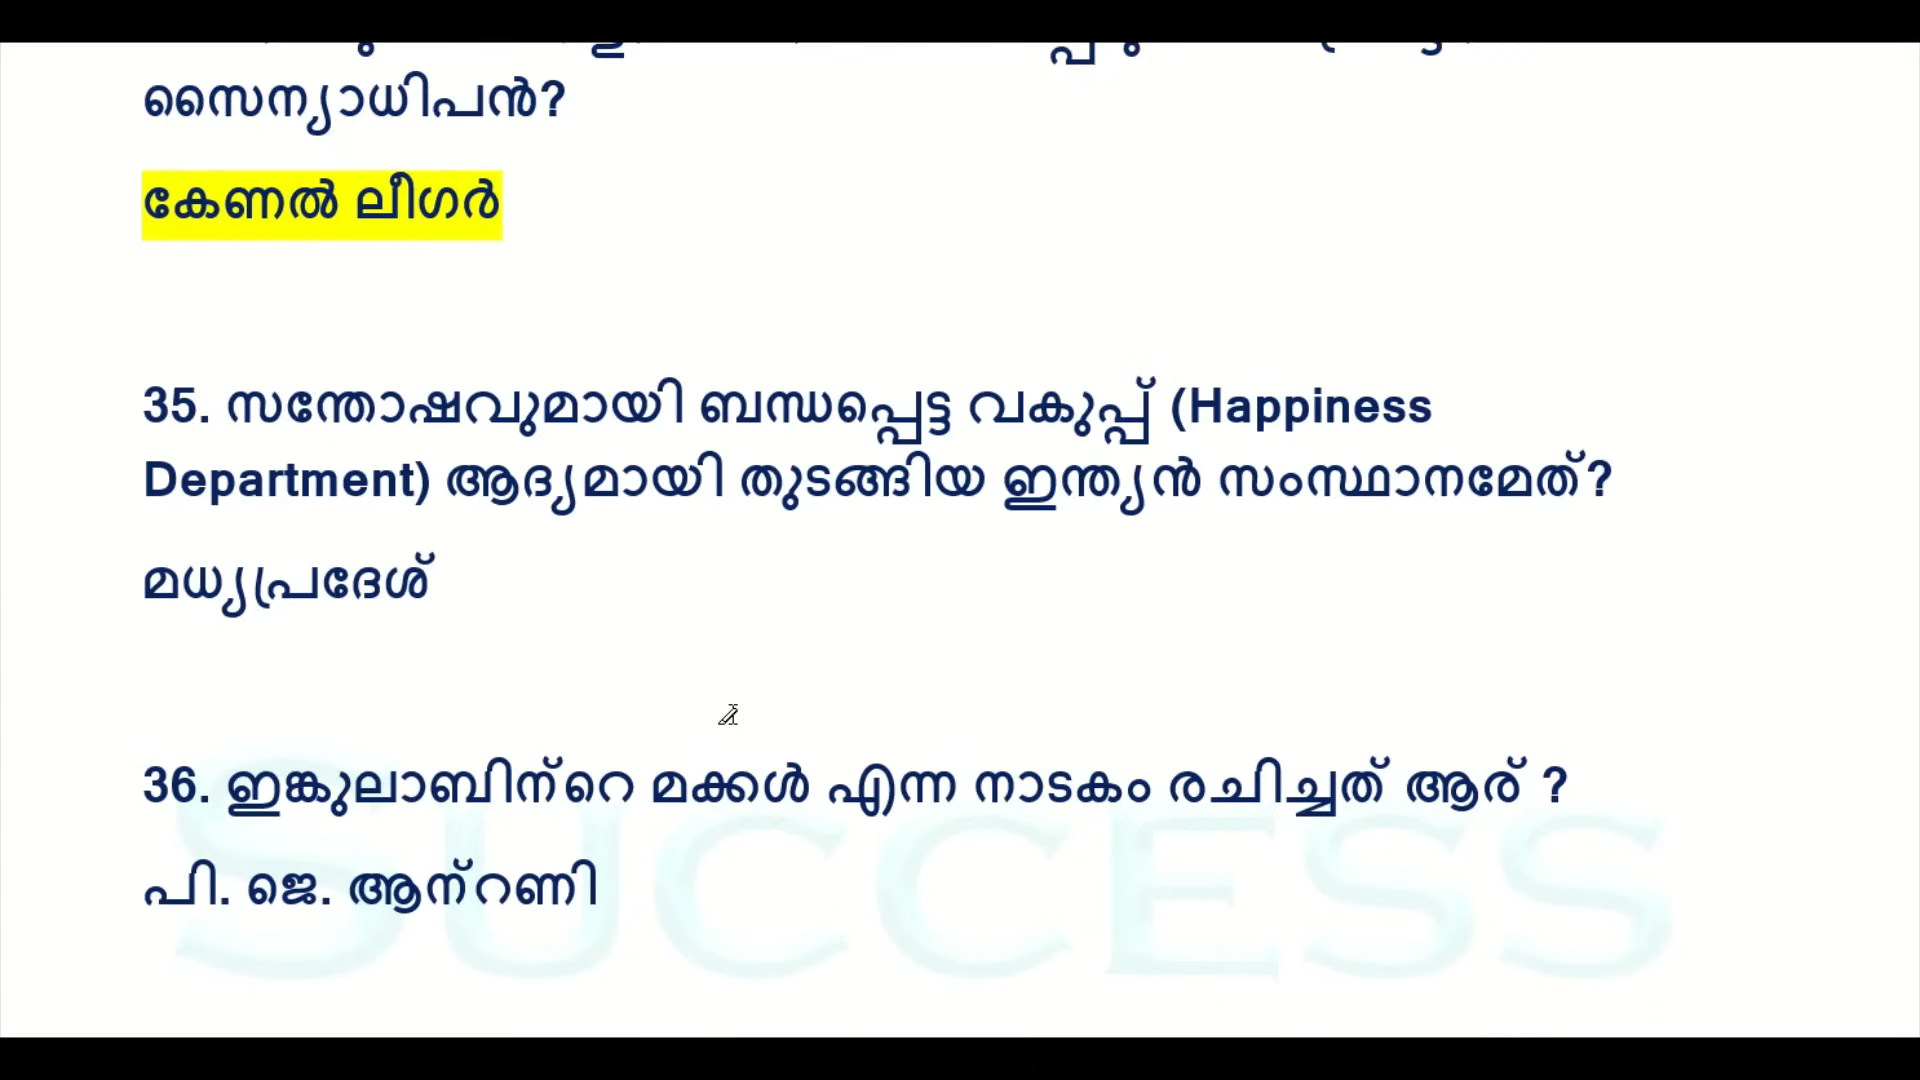 സൈന്യാധിപൻ?
കേണൽ ലീഗർ
35. സന്തോഷവുമായി ബന്ധപ്പെട്ട വകുപ്പ് (Happiness
Department) ആദ്യമായി തുടങ്ങിയ ഇന്ത്യൻ സംസ്ഥാനമേത്?
മധ്യപ്രദേശ്
36. ഇങ്കുലാബിന്റെ മക്കൾ എന്ന നാടകം രചിച്ചത് ആര് ?
പി. ജെ. ആന്റണി
SUCCESS